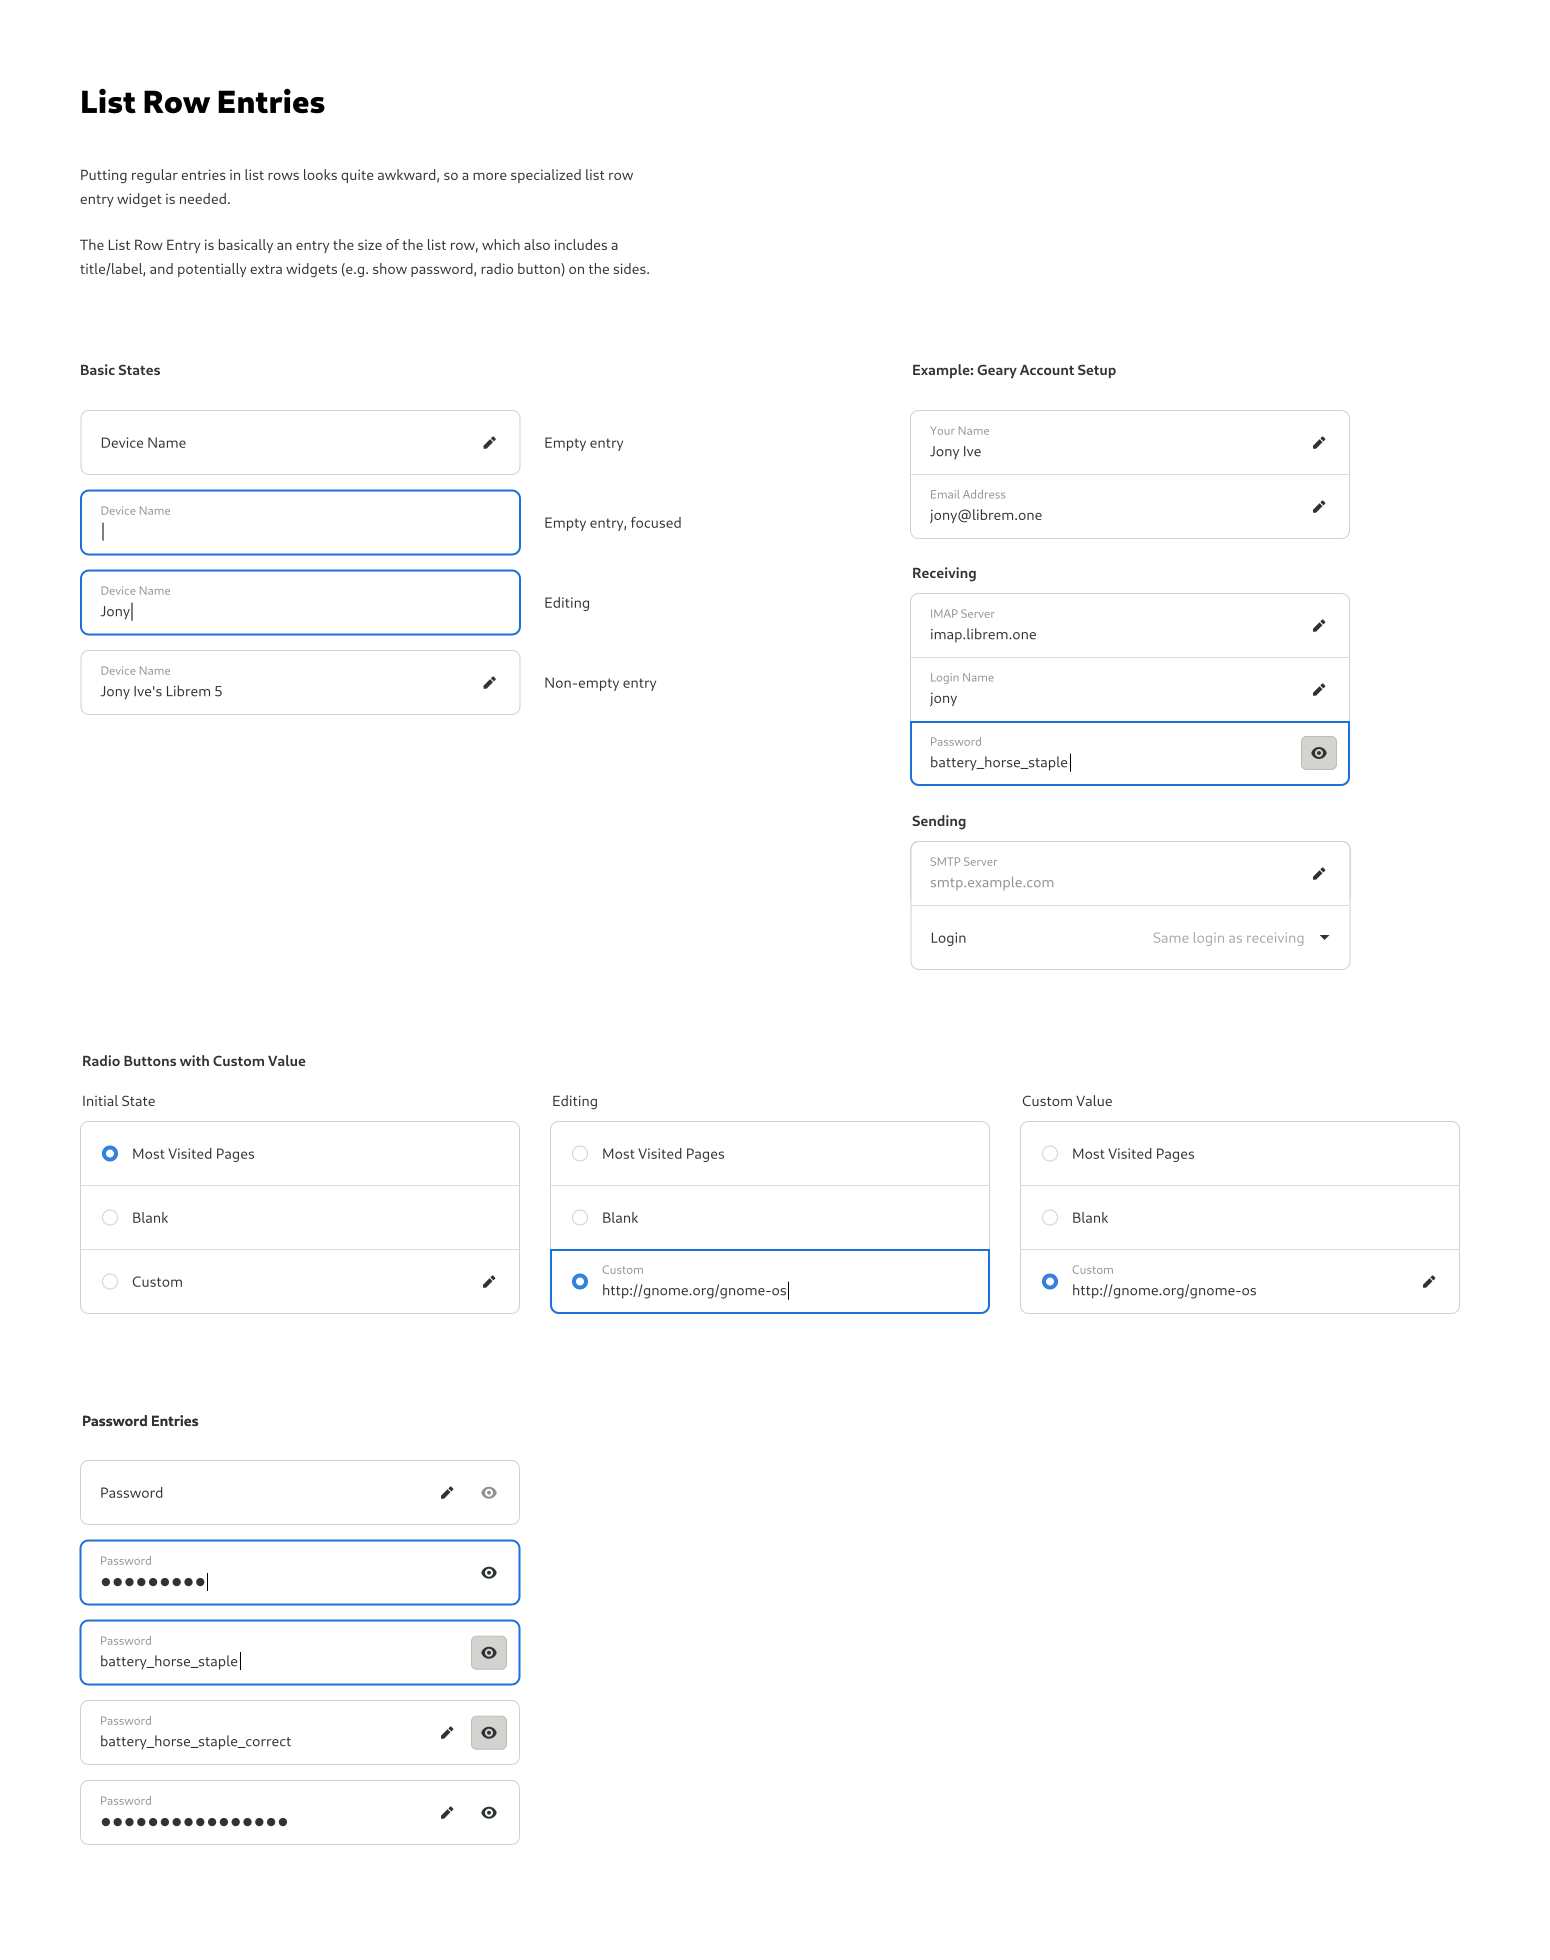 List Row Entries
Putting regular entries in list rows looks quite awkward, so a more specialized list row
entry widget is needed.
The List Row Entry is basically an entry the size of the list row, which also includes a
title/label, and potentially extra widgets (e.g. show password, radio button) on the sides.
Basic States
Device Name
Empty entry
Device Name
Empty entry, focused
Device Name
Jony
Editing
Device Name
Jony Ive's Librem 5
Non-empty entry
Example: Geary Account Setup
Your Name
Jony Ive
Email Address
jony@librem.one
Receiving
IMAP Server
imap.librem.one
Login Name
jony
Password
battery_horse_staple
Sending
SMTP Server
smtp.example.com
Login Same login as receiving
Radio Buttons with Custom Value
Initial State
Most Visited Pages
Blank
Custom
Editing
Most Visited Pages
Blank
Custom
http://gnome.org/gnome-os
Custom Value
Most Visited Pages
Blank
Custom
http://gnome.org/gnome-os
Password Entries
Password
Password
●●●●●●●●●
Password
battery_horse_staple
Password
battery_horse_staple_correct
Password
●●●●●●●●●●●●●●●●